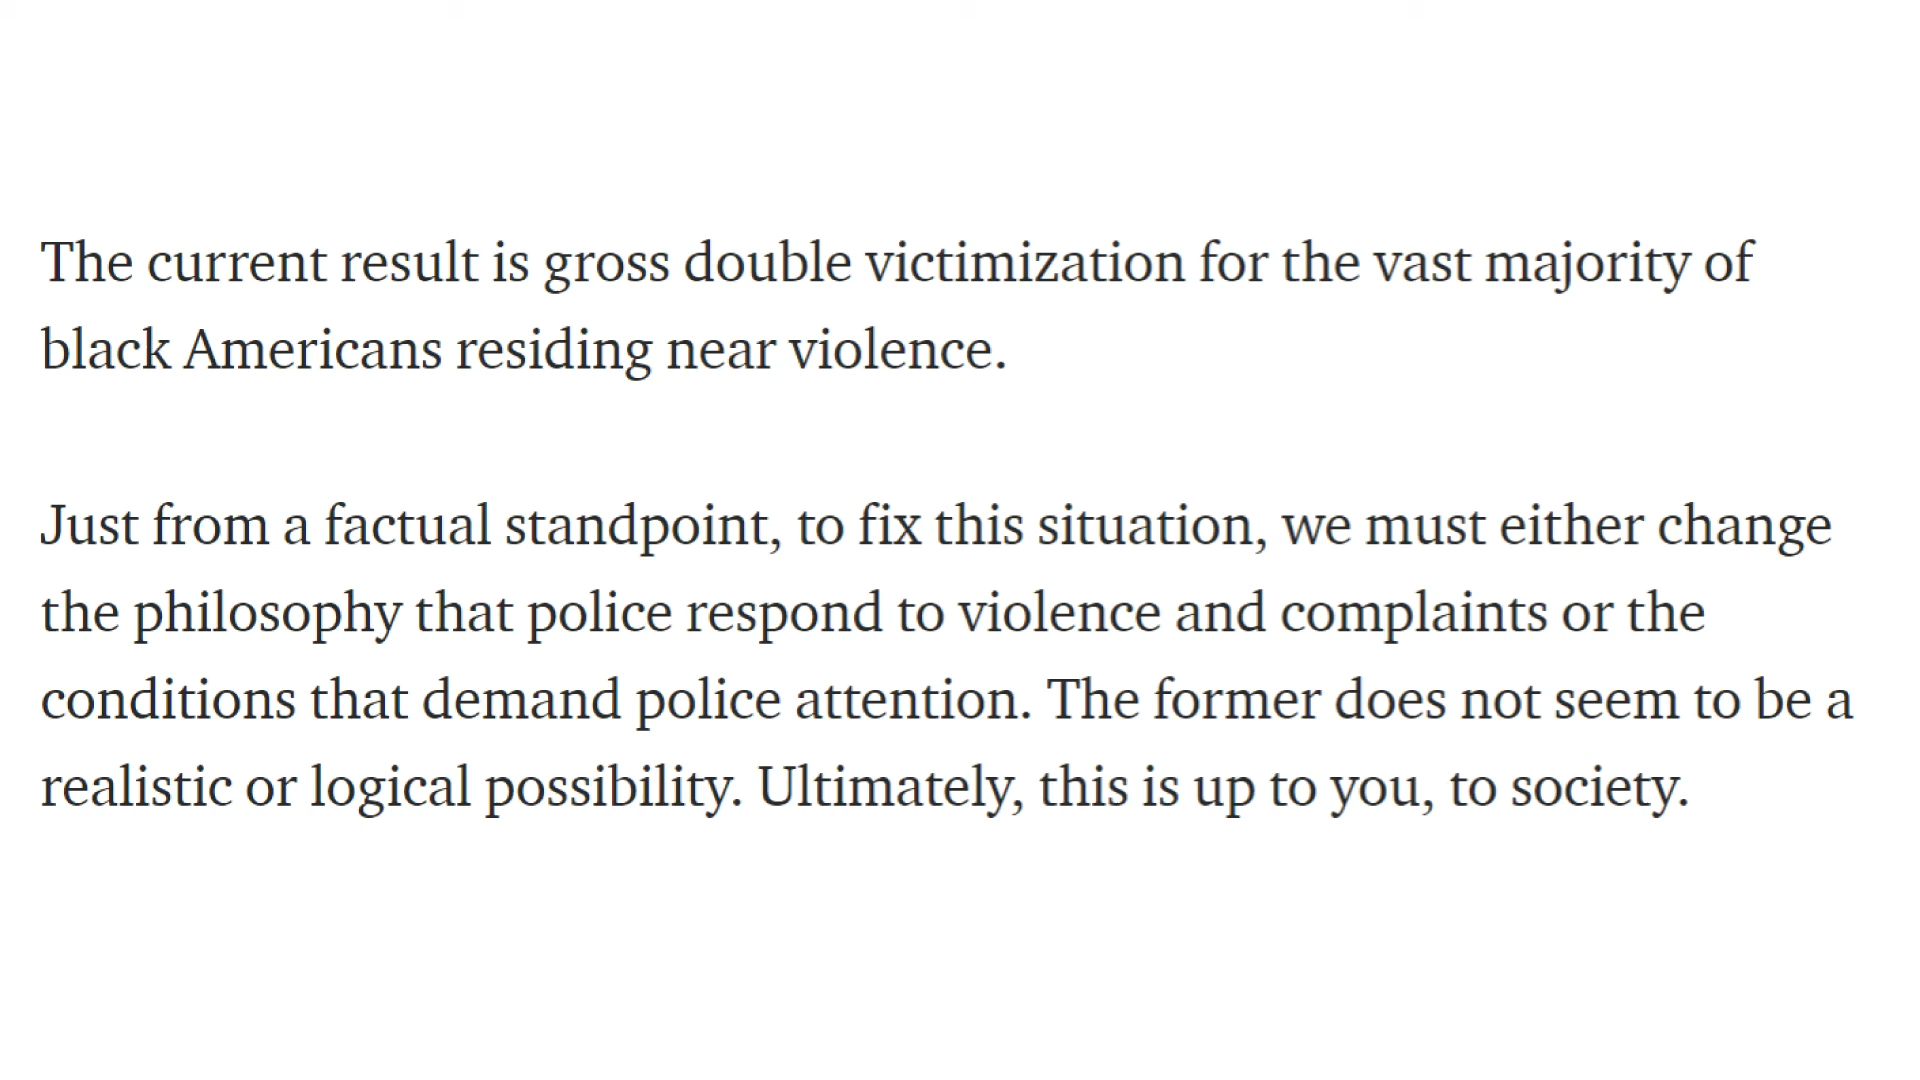 The current result is gross double victimization for the vast majority of
black Americans residing near violence.
Just from a factual standpoint, to fix this situation, we must either change
the philosophy that police respond to violence and complaints or the
conditions that demand police attention. The former does not seem to be a
realistic or logical possibility. Ultimately, this is up to you, to society.